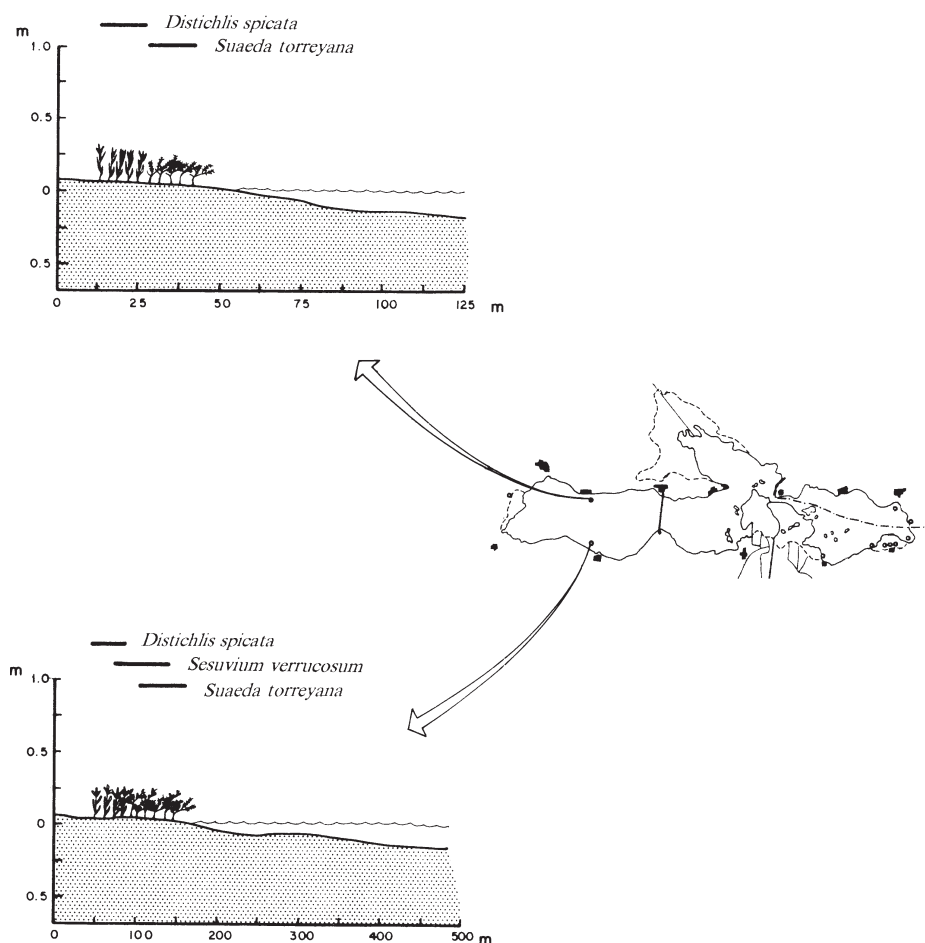 Distichlis spicata
m
Suaeda torreyana
1.0
0.5
0
0.5
0 25 50 75 100 125 m
Distichlis spicata
Sesuvium verrucosum
m
Suaeda torreyana
1.0
0.5
0
0.5
0 100 200 300 400 500 m